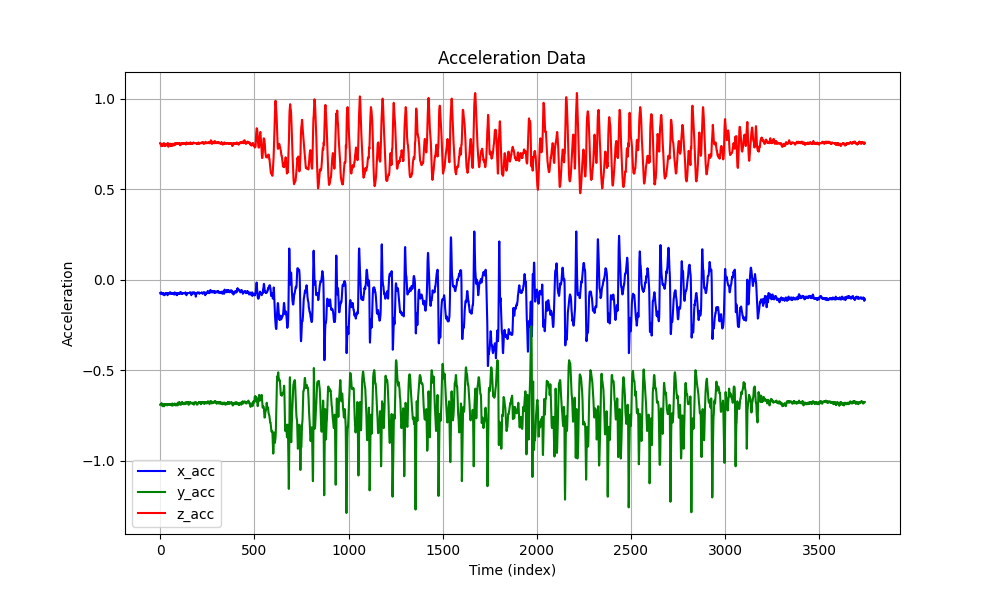 Acceleration Data
1.0
0.5
0.0
−0.5
−1.0
Acceleration
x_acc
y_acc
z_acc
0 500 1000 1500 2000 2500 3000 3500
Time (index)